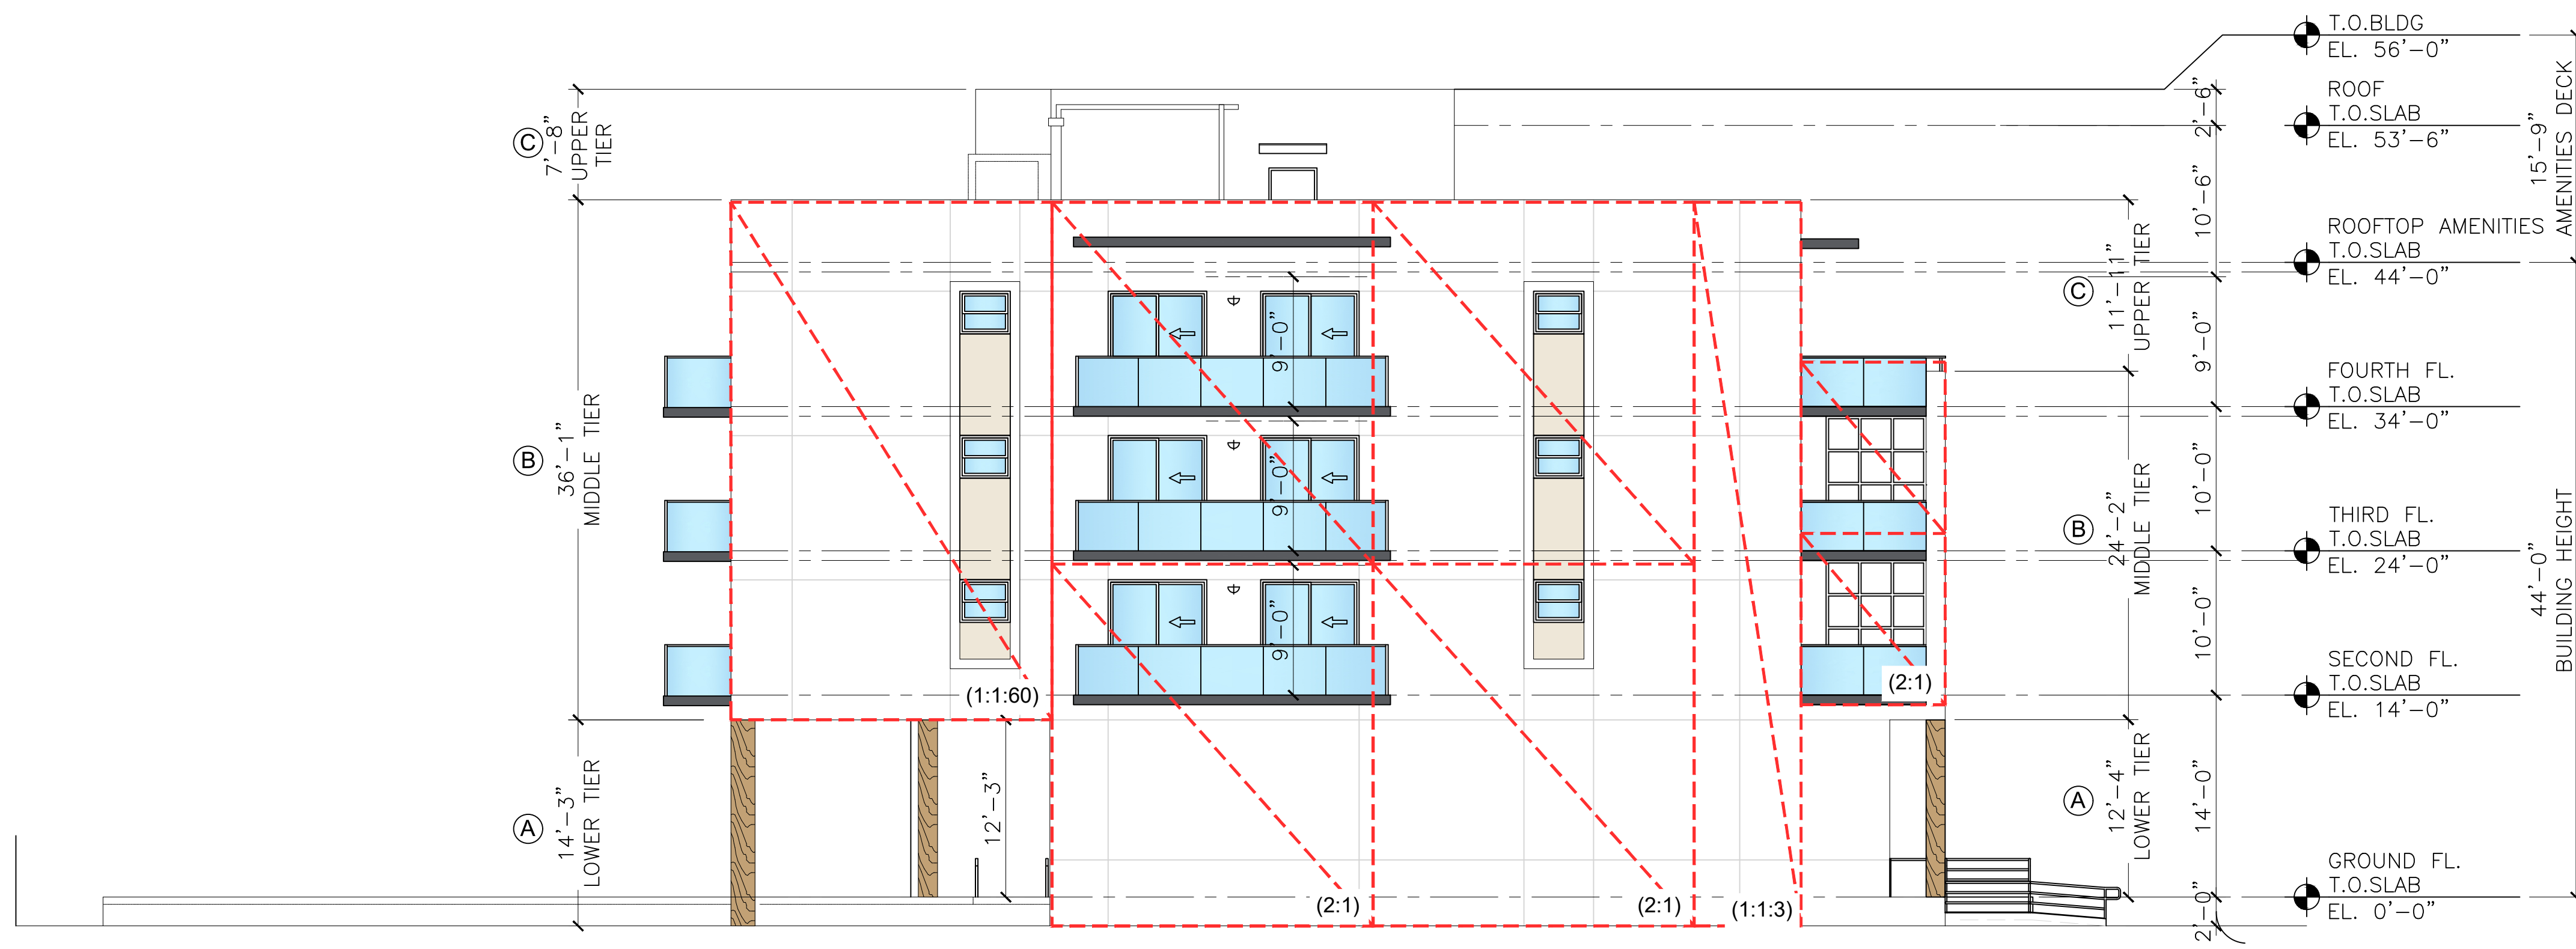 T.O.BLDG
EL. 56'-0"
ROOF
T.O.SLAB
EL. 53'-6"
ROOFTOP AMENITIES
T.O.SLAB
EL. 44'-0"
FOURTH FL.
T.O.SLAB
EL. 34'-0"
THIRD FL.
T.O.SLAB
EL. 24'-0"
SECOND FL.
T.O.SLAB
EL. 14'-0"
GROUND FL.
T.O.SLAB
EL. 0'-0"
15'-9"
AMENITIES DECK
44'-0"
BUILDING HEIGHT
2'-6"
10'-6"
9'-0"
10'-0"
10'-0"
14'-0"
2'-0"
C
11'-11"
UPPER TIER
B
24'-2"
MIDDLE TIER
A
12'-4"
LOWER TIER
C
7'-8"
UPPER
TIER
B
36'-1"
MIDDLE TIER
A
14'-3"
LOWER TIER
12'-3"
9'-0"
9'-0"
9'-0"
(1:1:60)
(2:1)
(2:1)
(2:1)
(1:1:3)